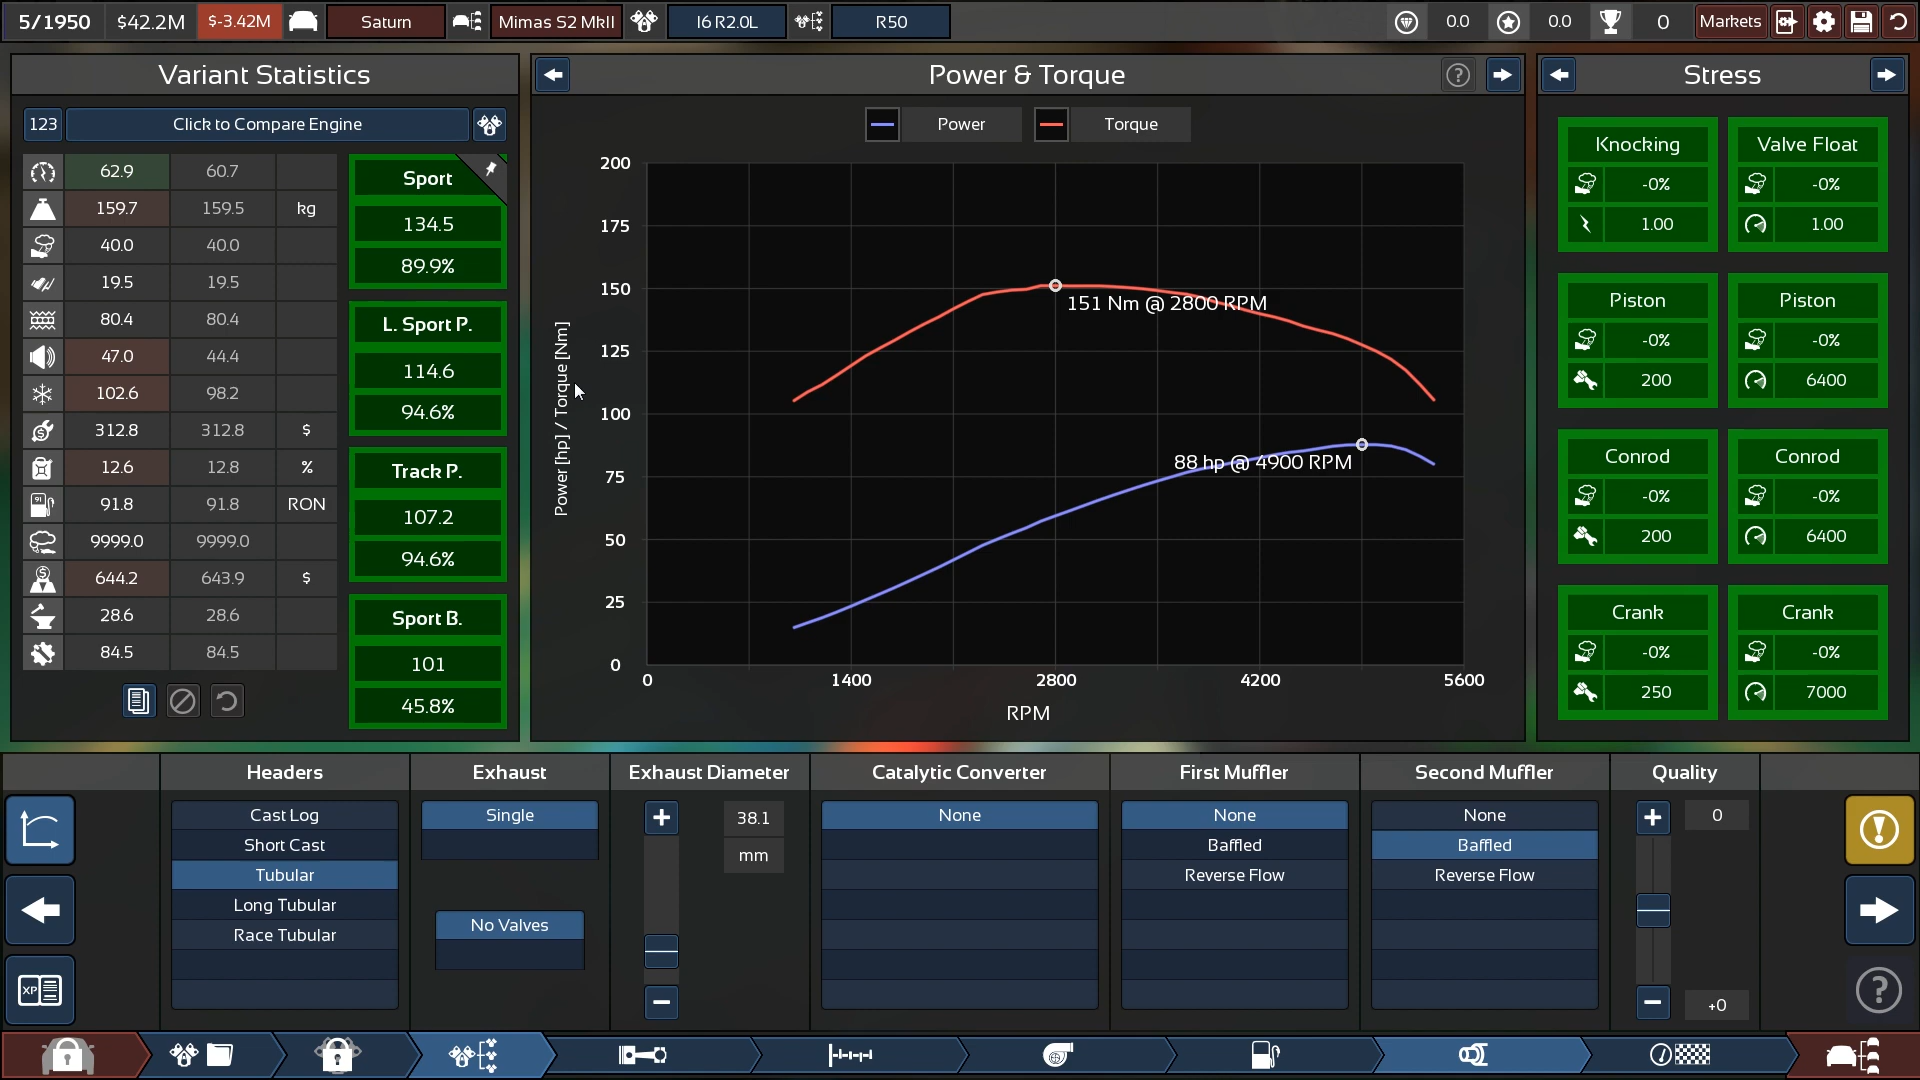 5/1950 $42.2M $-3.42M Saturn Mimas S2 MkII I6 R2.0L R50 0.0 0.0 0 Markets
Variant Statistics
123 Click to Compare Engine
62.9 60.7
159.7 159.5 kg
40.0 40.0
19.5 19.5
80.4 80.4
47.0 44.4
102.6 98.2
312.8 312.8 $
12.6 12.8 %
91 91.8 91.8 RON
9999.0 9999.0
644.2 643.9 $
28.6 28.6
84.5 84.5
Sport
134.5
89.9%
L. Sport P.
114.6
94.6%
Track P.
107.2
94.6%
Sport B.
101
45.8%
Power & Torque ?
Power Torque
200
175
150
125
100
75
50
25
0
Power [hp] / Torque [Nm]
151 Nm @ 2800 RPM
88 hp @ 4900 RPM
0 1400 2800 4200 5600
RPM
Stress
Knocking Valve Float
-0% -0%
1.00 1.00
Piston Piston
-0% -0%
200 6400
Conrod Conrod
-0% -0%
200 6400
Crank Crank
-0% -0%
250 7000
Headers
Cast Log
Short Cast
Tubular
Long Tubular
Race Tubular
Exhaust
Single
No Valves
Exhaust Diameter
+ 38.1
mm
−
Catalytic Converter
None
First Muffler
None
Baffled
Reverse Flow
Second Muffler
None
Baffled
Reverse Flow
Quality
+ 0
− +0
XP
!
?